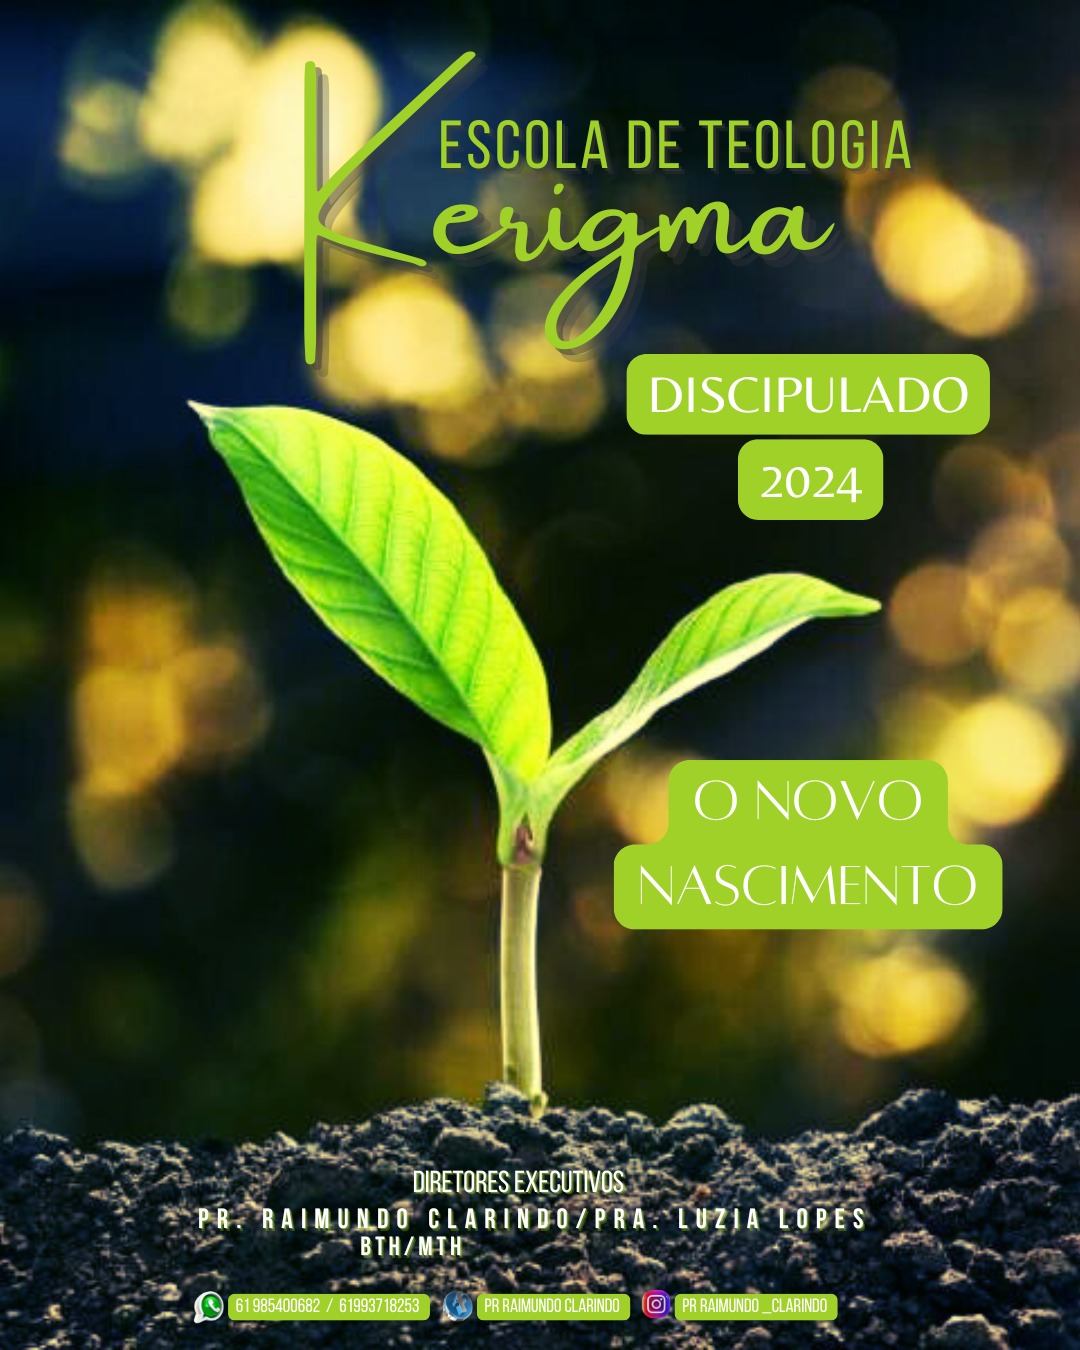 ESCOLA DE TEOLOGIA
Kerigma
DISCIPULADO
2024
O NOVO
NASCIMENTO
DIRETORES EXECUTIVOS
PR. RAIMUNDO CLARINDO/PRA. LUZIA LOPES
BTH/MTH
61 985400682 / 61993718253 PR RAIMUNDO CLARINDO PR RAIMUNDO _CLARINDO